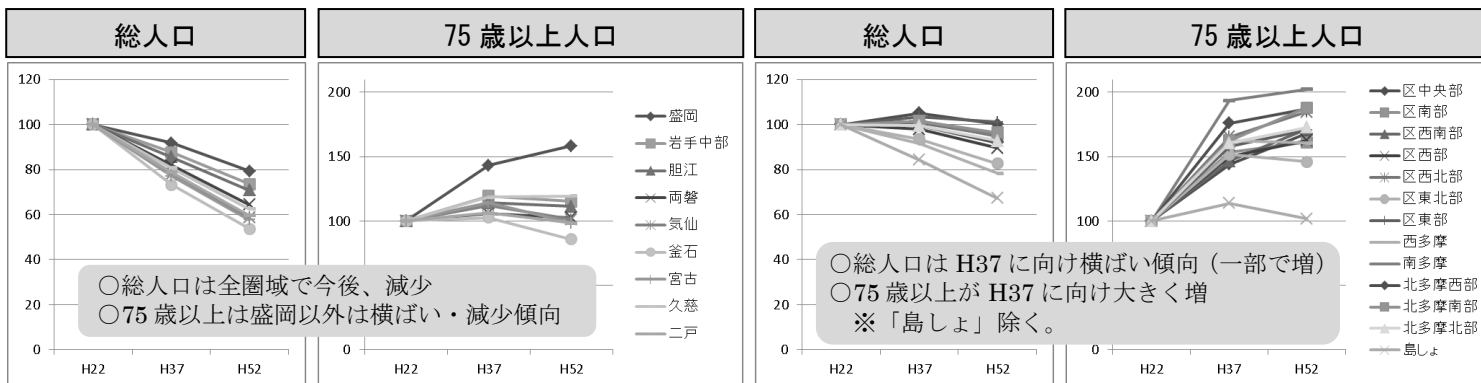 総人口
75 歳以上人口
総人口
75 歳以上人口
120
100
80
60
40
20
0
H22
H37
H52
200
150
100
0
H22
H37
H52
盛岡
岩手中部
胆江
両磐
気仙
釜石
宮古
久慈
二戸
○総人口は全圏域で今後、減少
○75 歳以上は盛岡以外は横ばい・減少傾向
120
100
80
60
40
20
0
H22
H37
H52
200
150
100
0
H22
H37
H52
区中央部
区南部
区西南部
区西部
区西北部
区東北部
区東部
西多摩
南多摩
北多摩西部
北多摩南部
北多摩北部
島しょ
○総人口は H37 に向け横ばい傾向（一部で増）
○75 歳以上が H37 に向け大きく増
※「島しょ」除く。